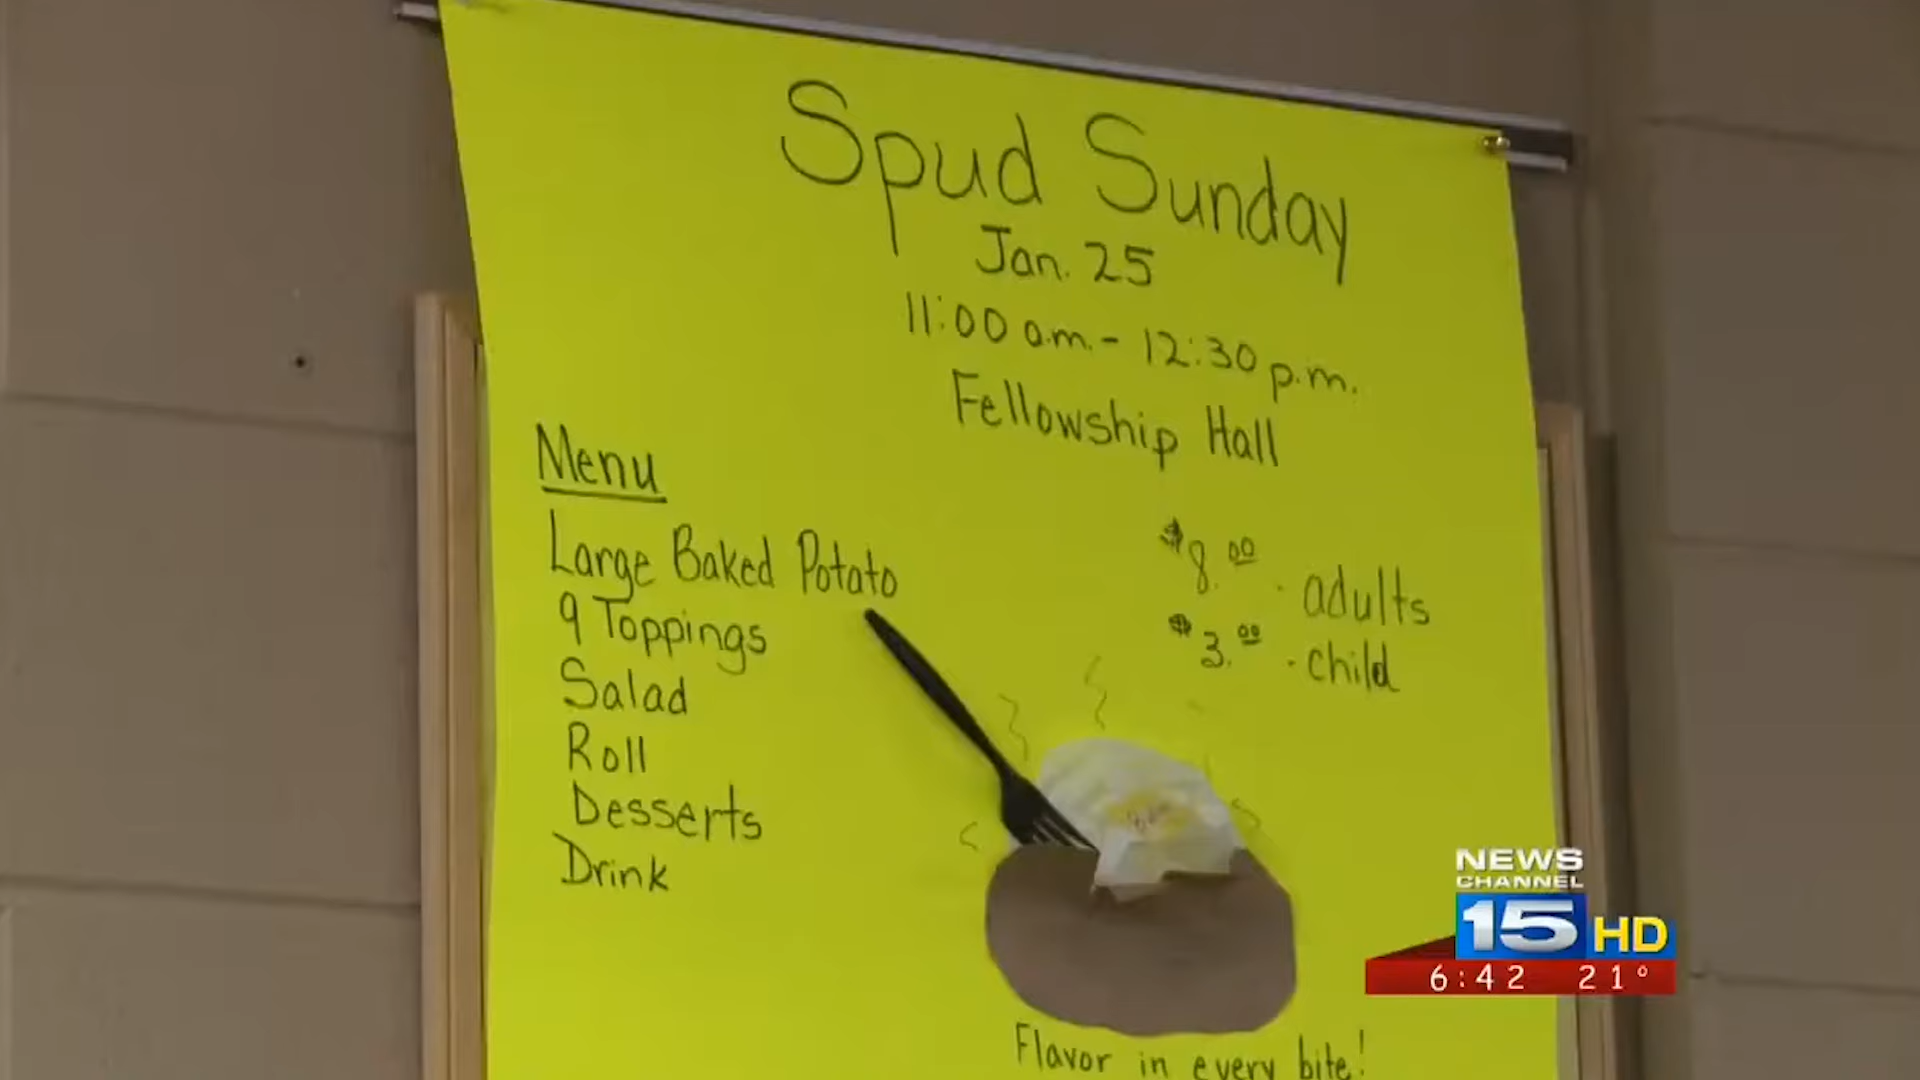 Spud Sunday
Jan. 25
11:00 a.m. - 12:30 p.m.
Fellowship Hall
Menu
Large Baked Potato
9 Toppings
Salad
Roll
Desserts
Drink
$8.00 - adults
$3.00 - child
Flavor in every bite!
NEWS
CHANNEL
15 HD
6:42 21°